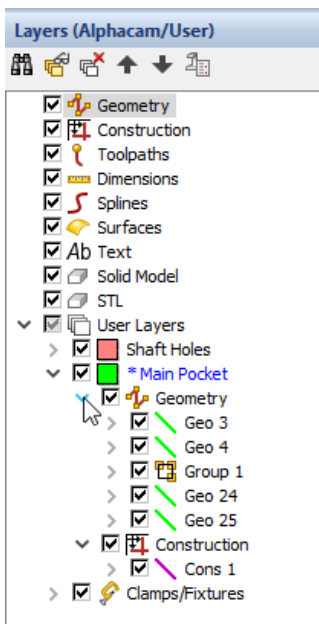 Layers (Alphacam/User)
Geometry
Construction
Toolpaths
Dimensions
Splines
Surfaces
Ab Text
Solid Model
STL
User Layers
Shaft Holes
* Main Pocket
Geometry
Geo 3
Geo 4
Group 1
Geo 24
Geo 25
Construction
Cons 1
Clamps/Fixtures